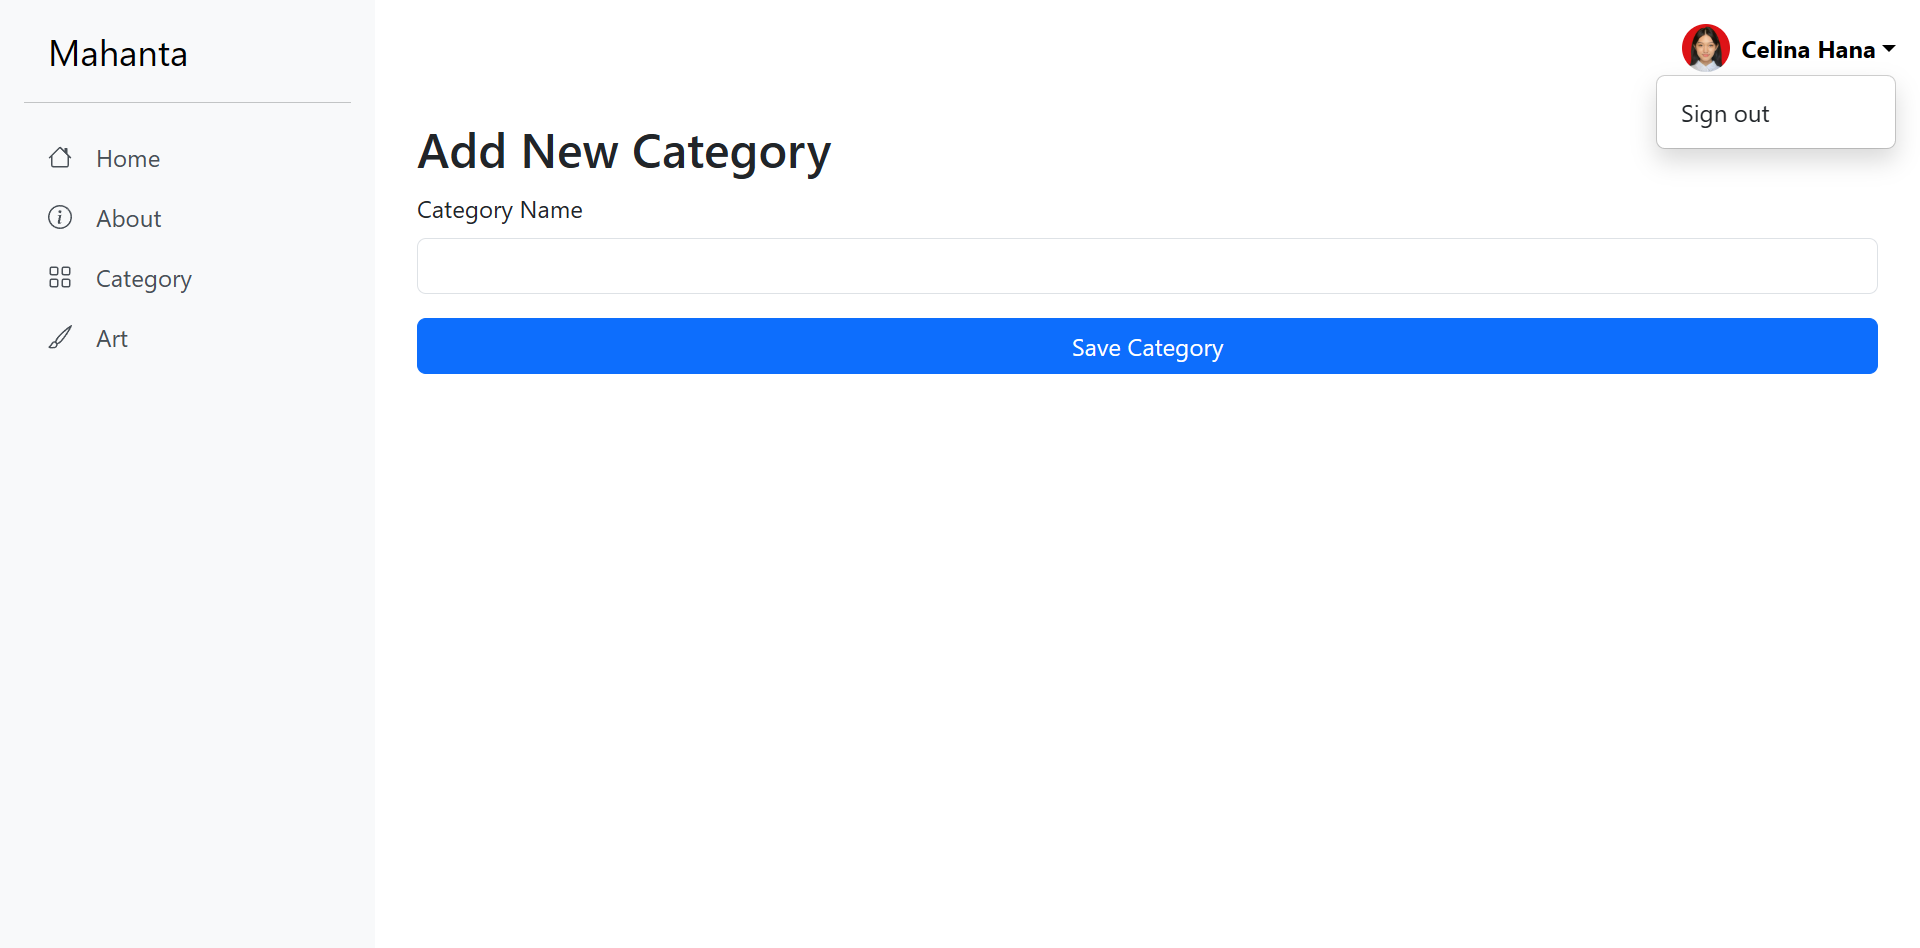 Mahanta
Home
About
Category
Art
Celina Hana
Sign out
Add New Category
Category Name
Save Category